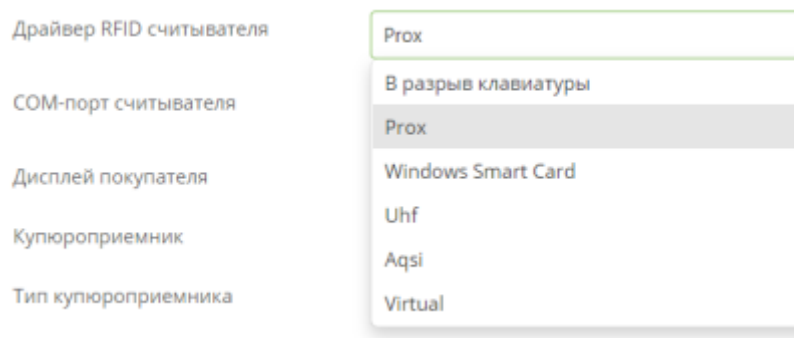 Драйвер RFID считывателя
Prox
В разрыв клавиатуры
COM-порт считывателя
Prox
Windows Smart Card
Дисплей покупателя
Uhf
Купюроприемник
Aqsi
Тип купюроприемника
Virtual